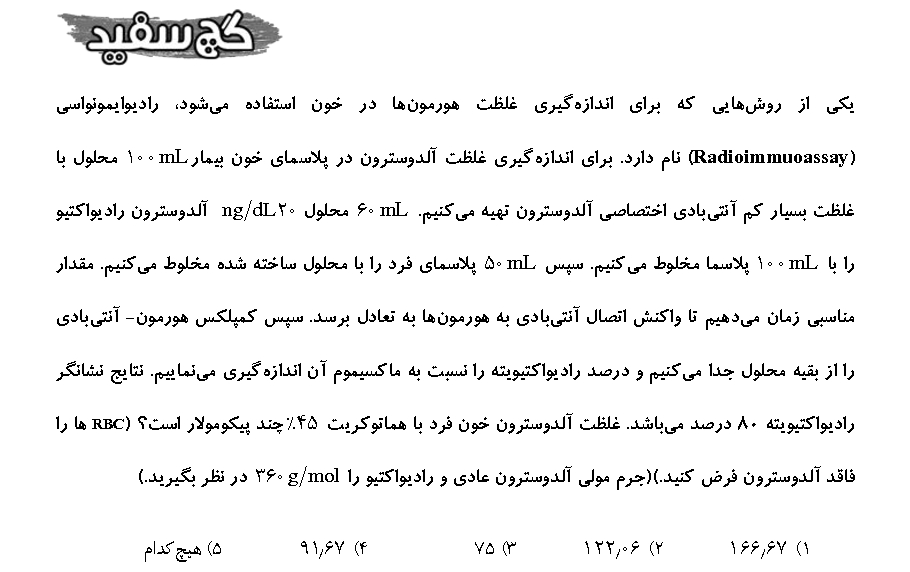 گچ سفید
یکی از روش‌هایی که برای اندازه‌گیری غلظت هورمون‌ها در خون استفاده می‌شود، رادیوایمونواسی
(Radioimmuoassay) نام دارد. برای اندازه‌گیری غلظت آلدوسترون در پلاسمای خون بیمار ۱۰۰ mL محلول با
غلظت بسیار کم آنتی‌بادی اختصاصی آلدوسترون تهیه می‌کنیم. ۶۰ mL محلول ۲۰ ng/dL آلدوسترون رادیواکتیو
را با ۱۰۰ mL پلاسما مخلوط می‌کنیم. سپس ۵۰ mL پلاسمای فرد را با محلول ساخته شده مخلوط می‌کنیم. مقدار
مناسبی زمان می‌دهیم تا واکنش اتصال آنتی‌بادی به هورمون‌ها به تعادل برسد. سپس کمپلکس هورمون- آنتی‌بادی
را از بقیه محلول جدا می‌کنیم و درصد رادیواکتیویته را نسبت به ماکسیموم آن اندازه‌گیری می‌نماییم. نتایج نشانگر
رادیواکتیویته ۸۰ درصد می‌باشد. غلظت آلدوسترون خون فرد با هماتوکریت ۴۵٪ چند پیکومولار است؟ (RBC ها را
فاقد آلدوسترون فرض کنید.)(جرم مولی آلدوسترون عادی و رادیواکتیو را ۳۶۰ g/mol در نظر بگیرید.)
۱) ۱۶۶٫۶۷ ۲) ۱۲۲٫۰۶ ۳) ۷۵ ۴) ۹۱٫۶۷ ۵) هیچ‌کدام